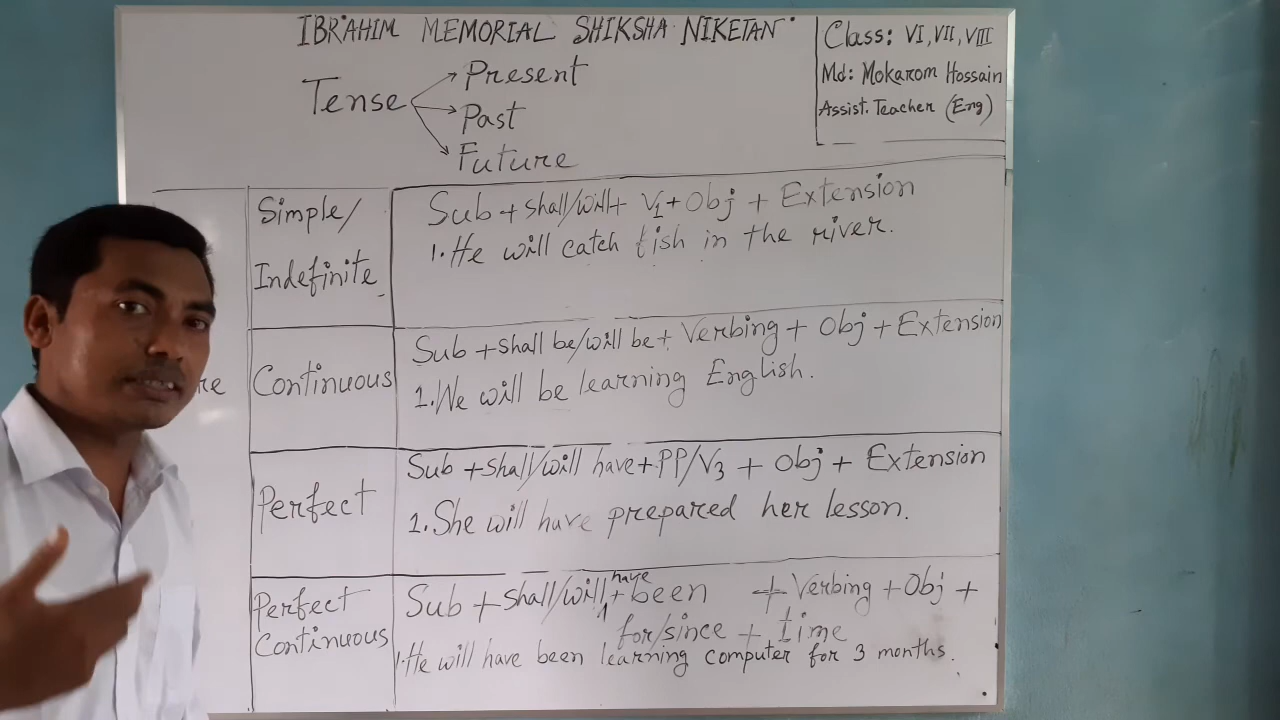 IBRAHIM MEMORIAL SHIKSHA NIKETAN
Class: VI, VII, VIII
Md: Mokarom Hossain
Assist. Teacher (Eng)
Tense
Present
Past
Future
Simple/
Indefinite
Sub + shall/will + V1 + Obj + Extension
1. He will catch fish in the river.
Continuous
Sub + shall be/will be + Verbing + Obj + Extension
1. We will be learning English.
Perfect
Sub + shall/will have + PP/V3 + Obj + Extension
1. She will have prepared her lesson.
Perfect
Continuous
Sub + shall/will have + been + Verbing + Obj +
for/since + time
1. He will have been learning computer for 3 months.